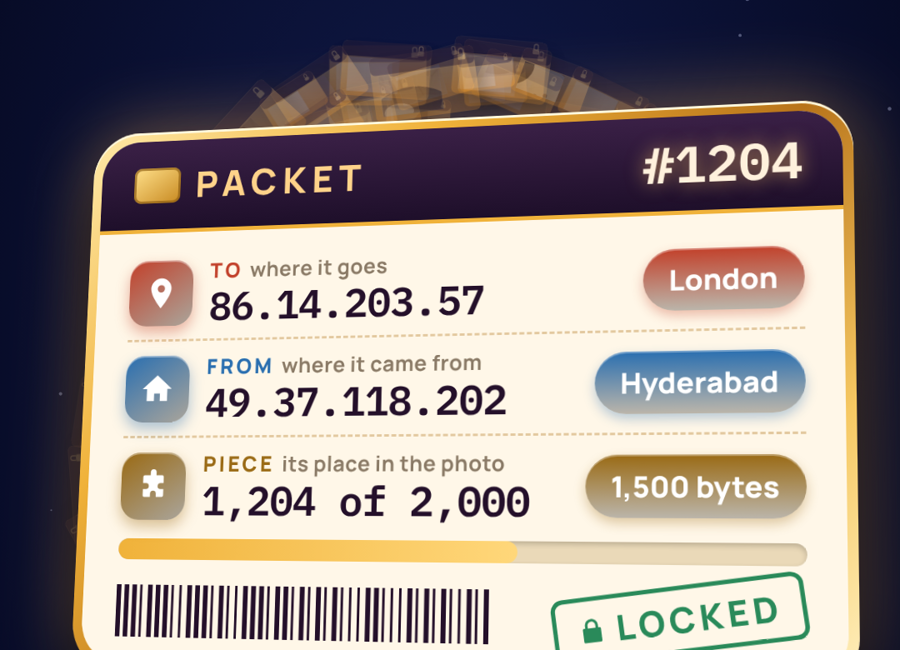 PACKET
#1204
TO where it goes
86.14.203.57
London
FROM where it came from
49.37.118.202
Hyderabad
PIECE its place in the photo
1,204 of 2,000
1,500 bytes
LOCKED